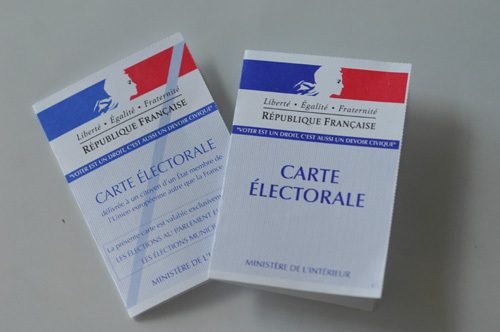 Liberté • Égalité • Fraternité
RÉPUBLIQUE FRANÇAISE
"VOTER EST UN DROIT, C'EST AUSSI UN DEVOIR CIVIQUE"
CARTE ÉLECTORALE
délivrée à un citoyen d'un État membre de
l'Union européenne autre que la France
La présente carte est valable exclusivement
LES ÉLECTIONS AU PARLEMENT
LES ÉLECTIONS
MINISTÈRE DE
Liberté • Égalité • Fraternité
RÉPUBLIQUE FRANÇAISE
"VOTER EST UN DROIT, C'EST AUSSI UN DEVOIR CIVIQUE"
CARTE
ÉLECTORALE
MINISTÈRE DE L'INTÉRIEUR